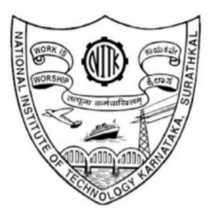 WORK IS
WORSHIP
NITK
ಕಾಯಕವೇ
ಕೈಲಾಸ
NATIONAL INSTITUTE OF TECHNOLOGY KARNATAKA, SURATHKAL